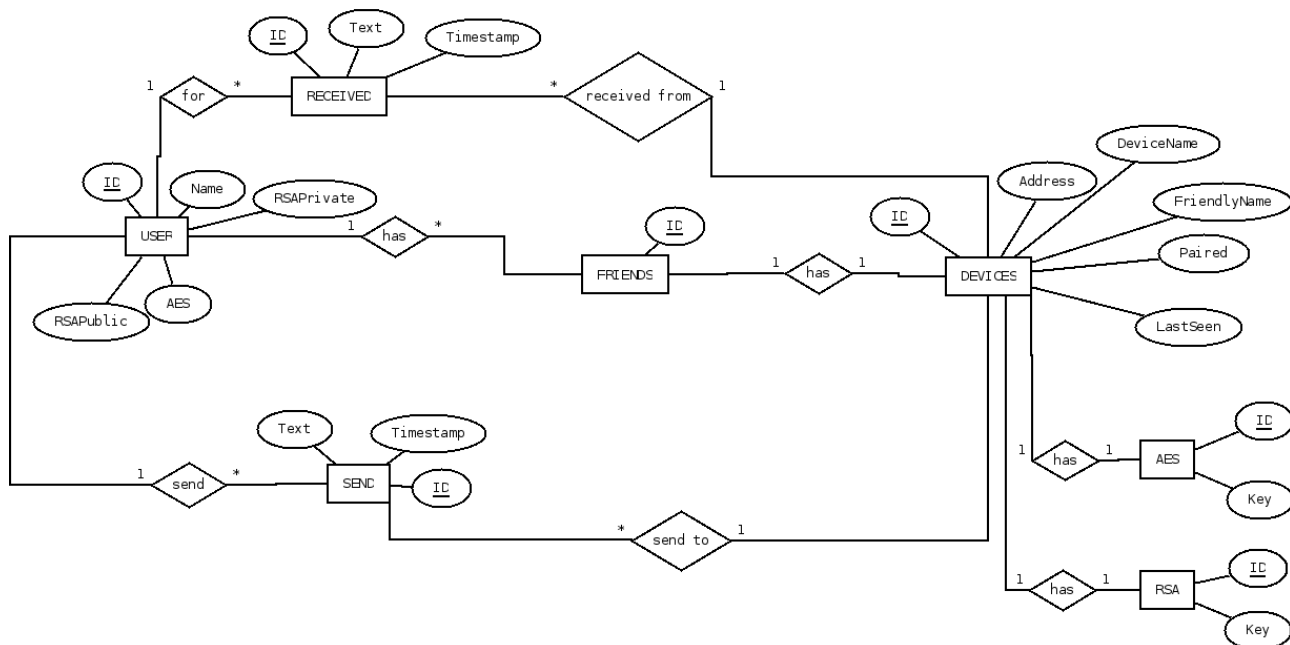 ID
Text
Timestamp
1
for
*
RECEIVED
*
received from
1
DeviceName
Address
FriendlyName
ID
Name
RSAPrivate
ID
ID
USER
1
has
*
FRIENDS
1
has
1
DEVICES
Paired
RSAPublic
AES
LastSeen
Text
Timestamp
ID
1
send
*
SEND
ID
1
has
1
AES
Key
*
send to
1
ID
1
has
1
RSA
Key